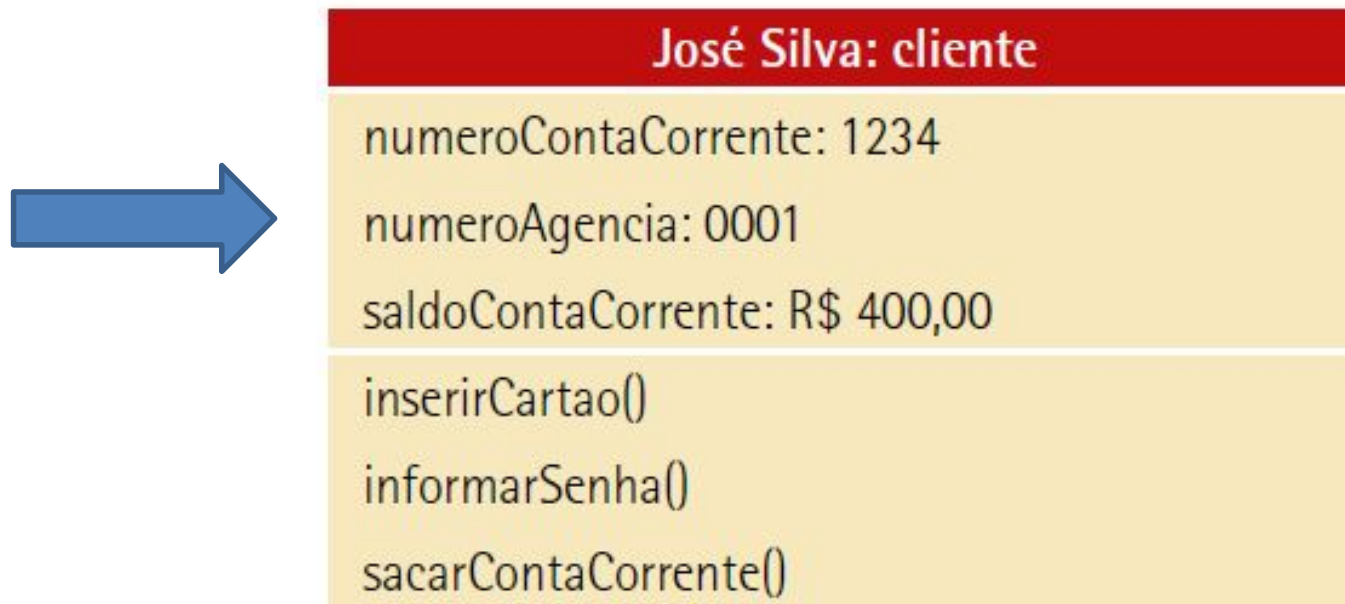 José Silva: cliente
numeroContaCorrente: 1234
numeroAgencia: 0001
saldoContaCorrente: R$ 400,00
inserirCartao()
informarSenha()
sacarContaCorrente()